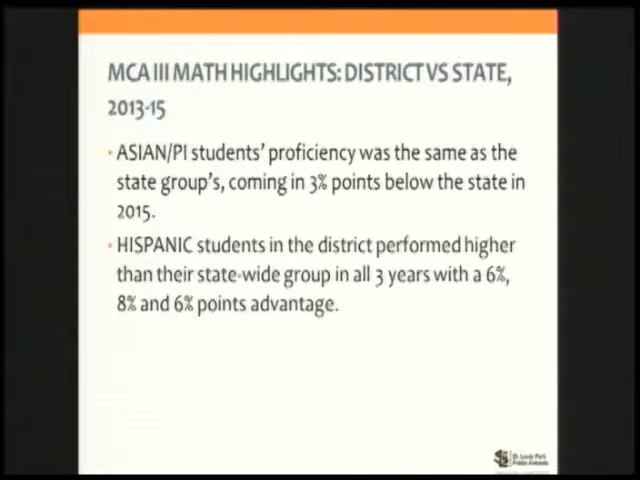 MCA III MATH HIGHLIGHTS: DISTRICT VS STATE,
2013-15
• ASIAN/PI students' proficiency was the same as the
state group's, coming in 3% points below the state in
2015.
• HISPANIC students in the district performed higher
than their state-wide group in all 3 years with a 6%,
8% and 6% points advantage.
St. Louis Park
Public Schools